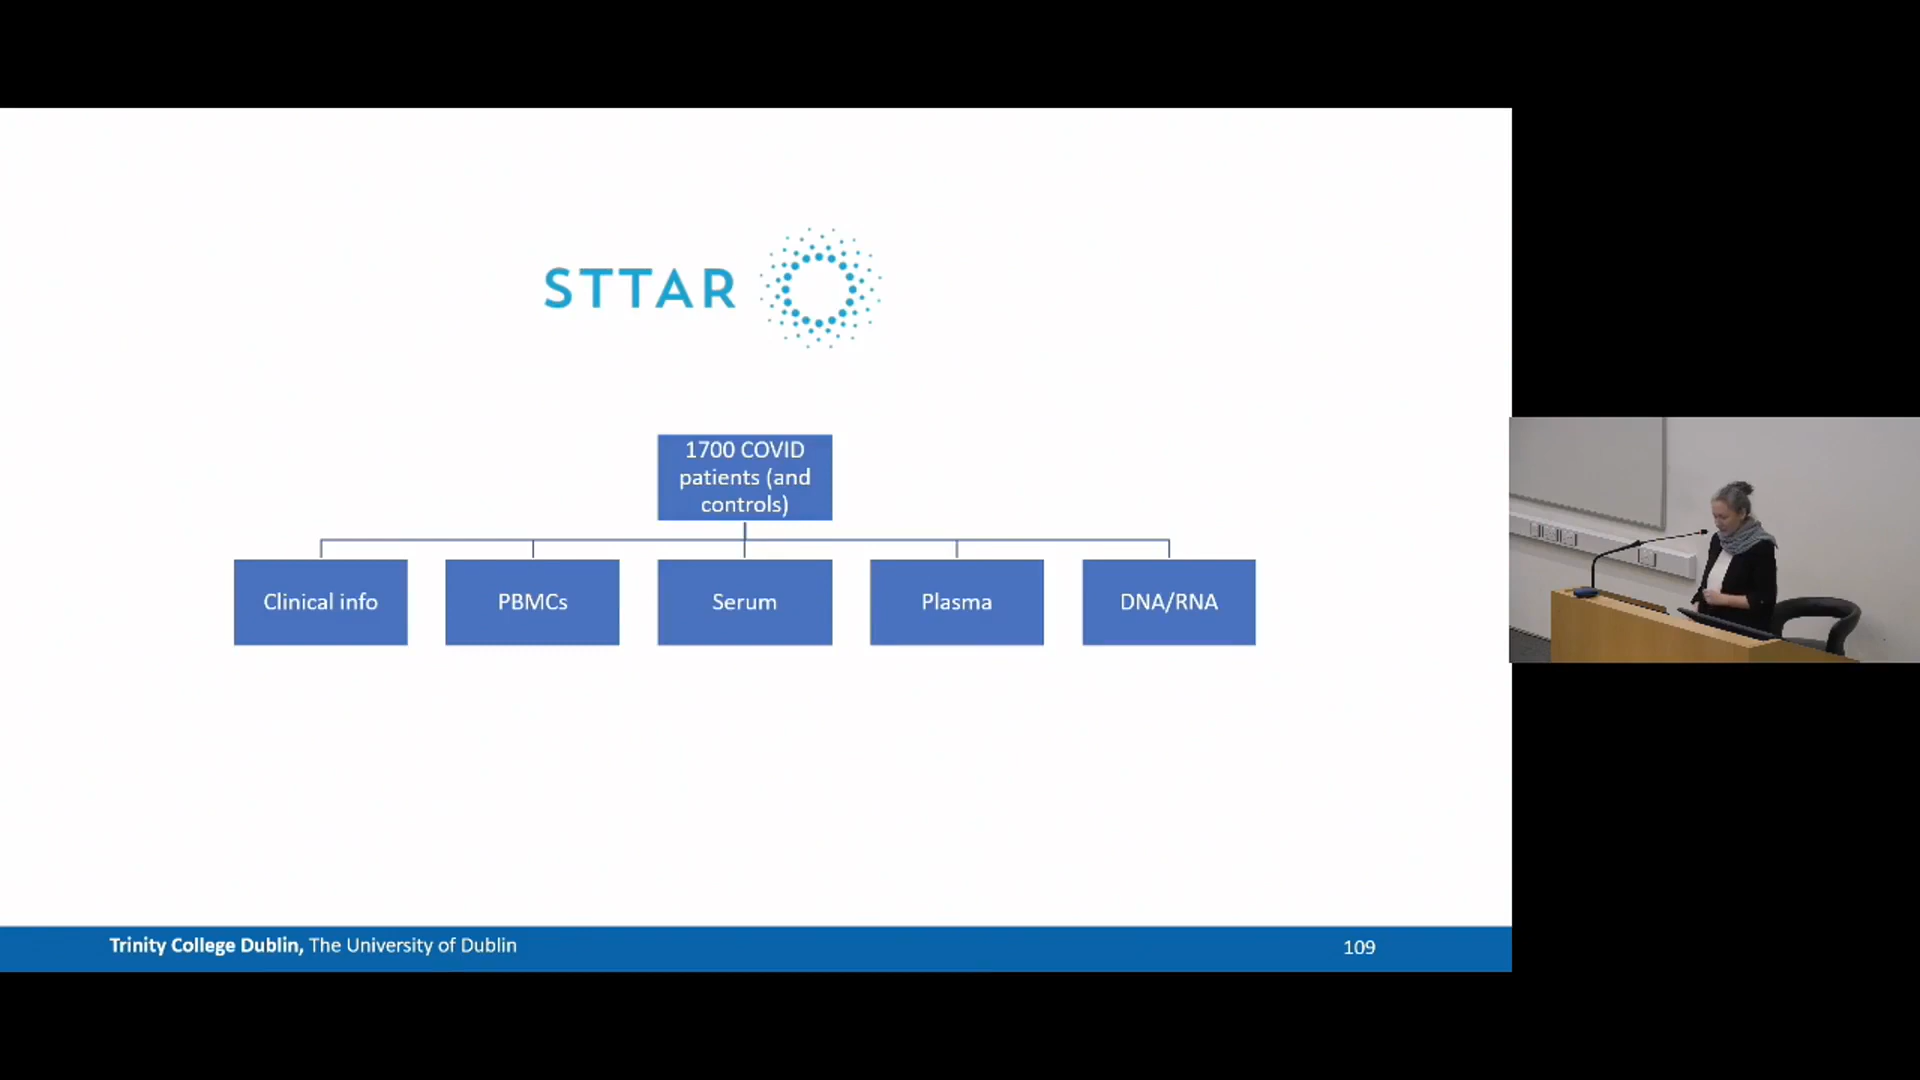 STTAR
1700 COVID
patients (and
controls)
Clinical info
PBMCs
Serum
Plasma
DNA/RNA
Trinity College Dublin, The University of Dublin
109